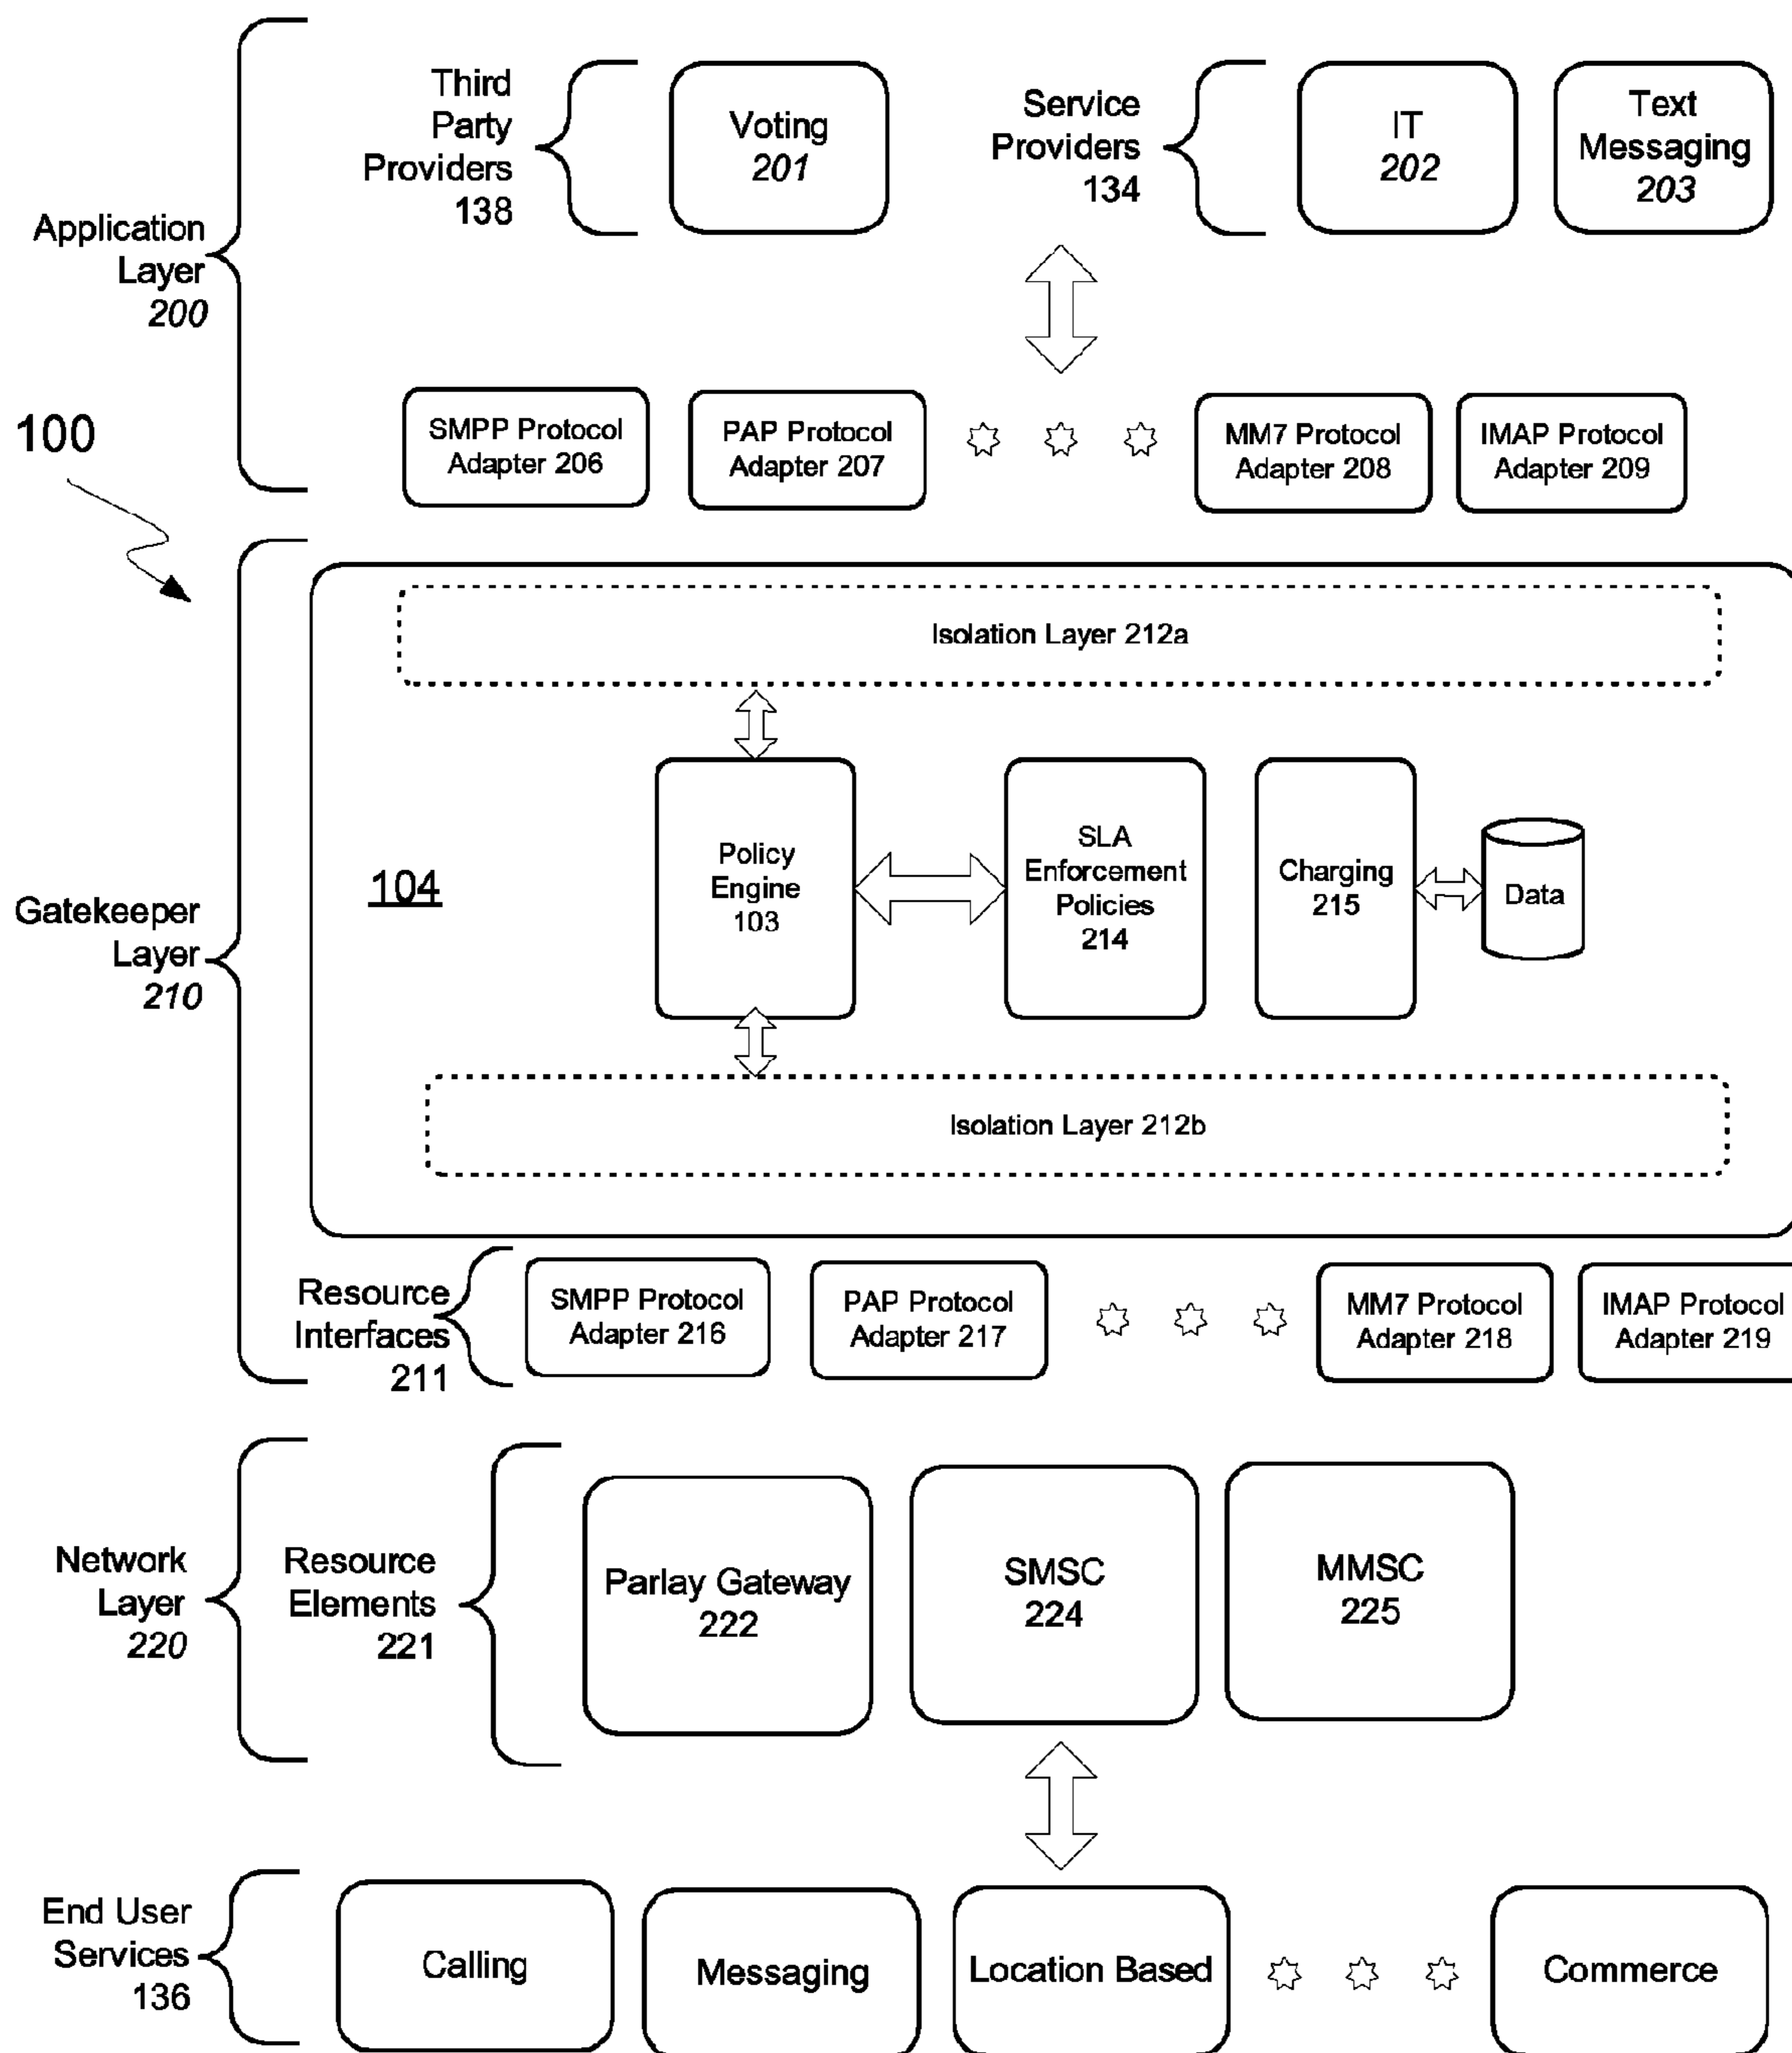 Third
Party
Providers
138
Voting
201
Service
Providers
134
IT
202
Text
Messaging
203
Application
Layer
200
100
SMPP Protocol
Adapter 206
PAP Protocol
Adapter 207
MM7 Protocol
Adapter 208
IMAP Protocol
Adapter 209
Isolation Layer 212a
Gatekeeper
Layer
210
104
Policy
Engine
103
SLA
Enforcement
Policies
214
Charging
215
Data
Isolation Layer 212b
Resource
Interfaces
211
SMPP Protocol
Adapter 216
PAP Protocol
Adapter 217
MM7 Protocol
Adapter 218
IMAP Protocol
Adapter 219
Network
Layer
220
Resource
Elements
221
Parlay Gateway
222
SMSC
224
MMSC
225
End User
Services
136
Calling
Messaging
Location Based
Commerce